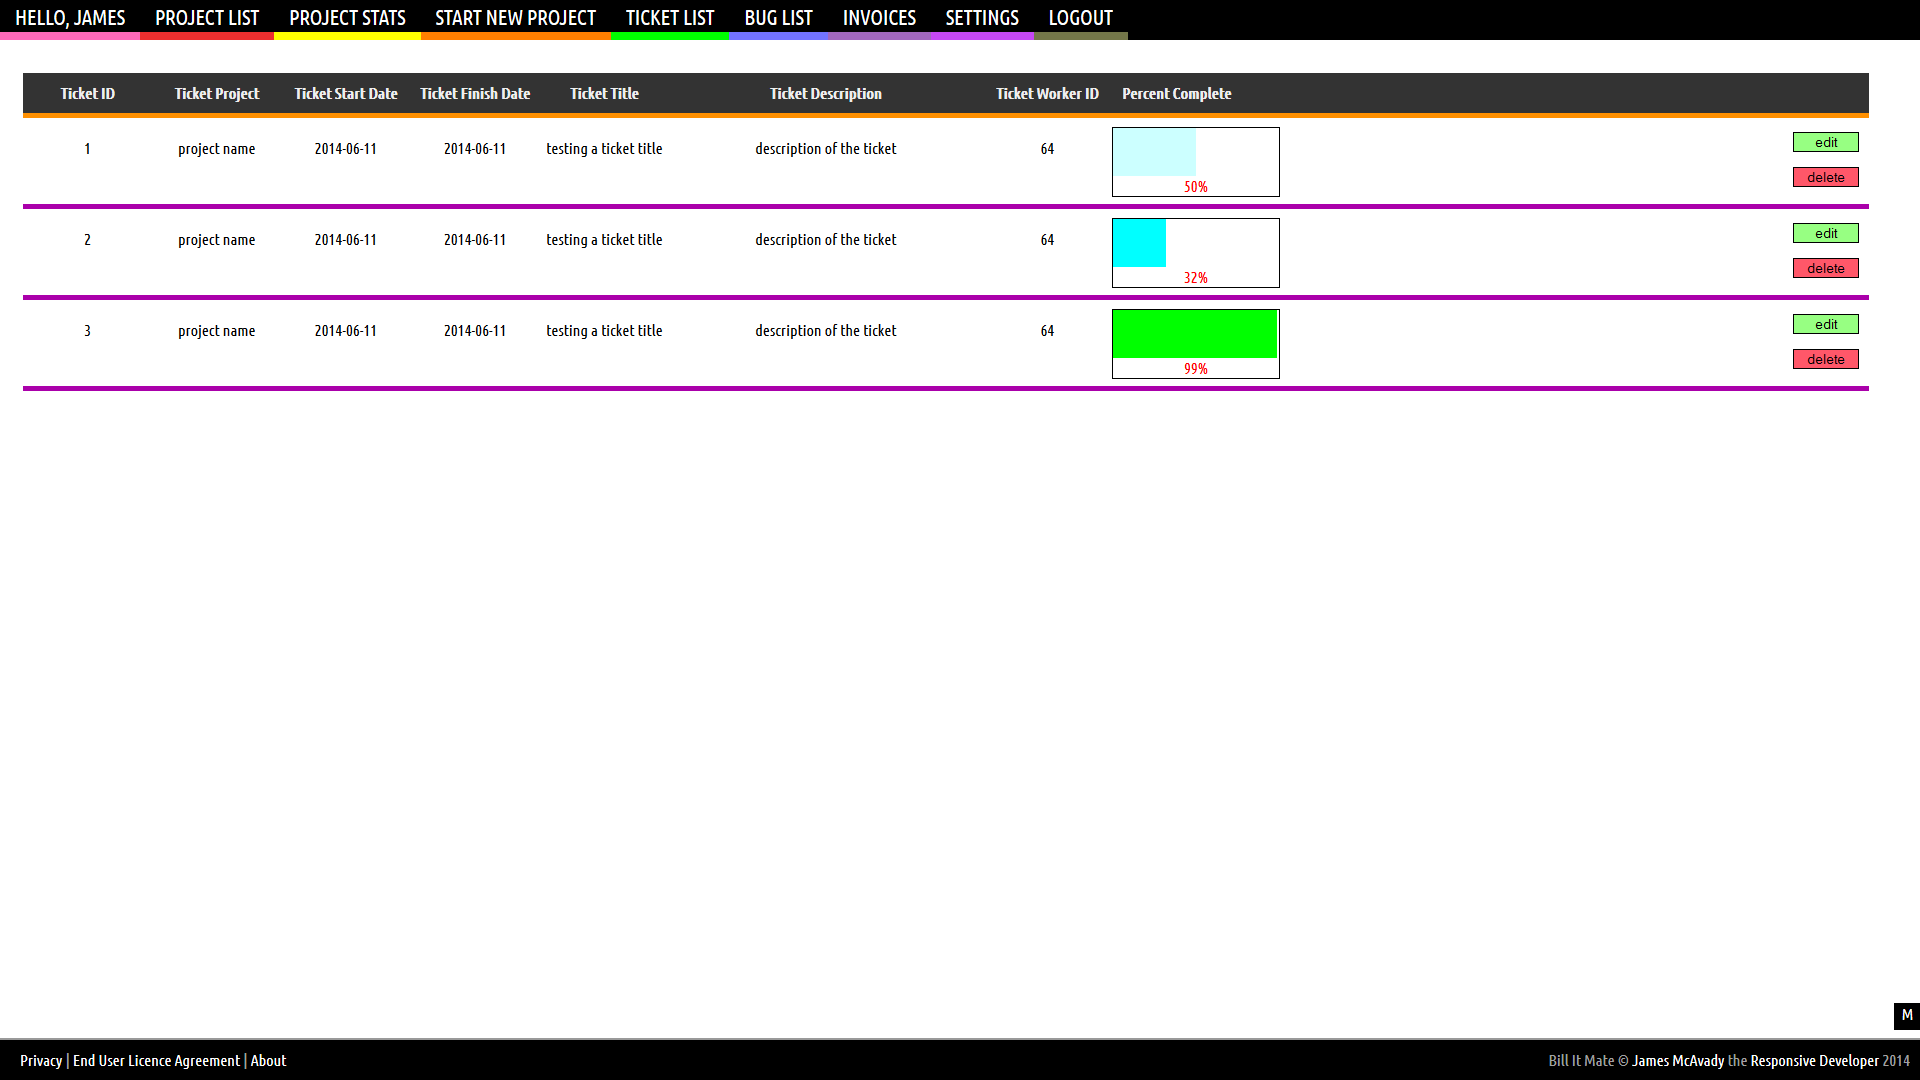 HELLO, JAMES PROJECT LIST PROJECT STATS START NEW PROJECT TICKET LIST BUG LIST INVOICES SETTINGS LOGOUT
Ticket ID Ticket Project Ticket Start Date Ticket Finish Date Ticket Title Ticket Description Ticket Worker ID Percent Complete
1 project name 2014-06-11 2014-06-11 testing a ticket title description of the ticket 64 edit
50% delete
2 project name 2014-06-11 2014-06-11 testing a ticket title description of the ticket 64 edit
32% delete
3 project name 2014-06-11 2014-06-11 testing a ticket title description of the ticket 64 edit
99% delete
M
Privacy | End User Licence Agreement | About Bill It Mate © James McAvady the Responsive Developer 2014